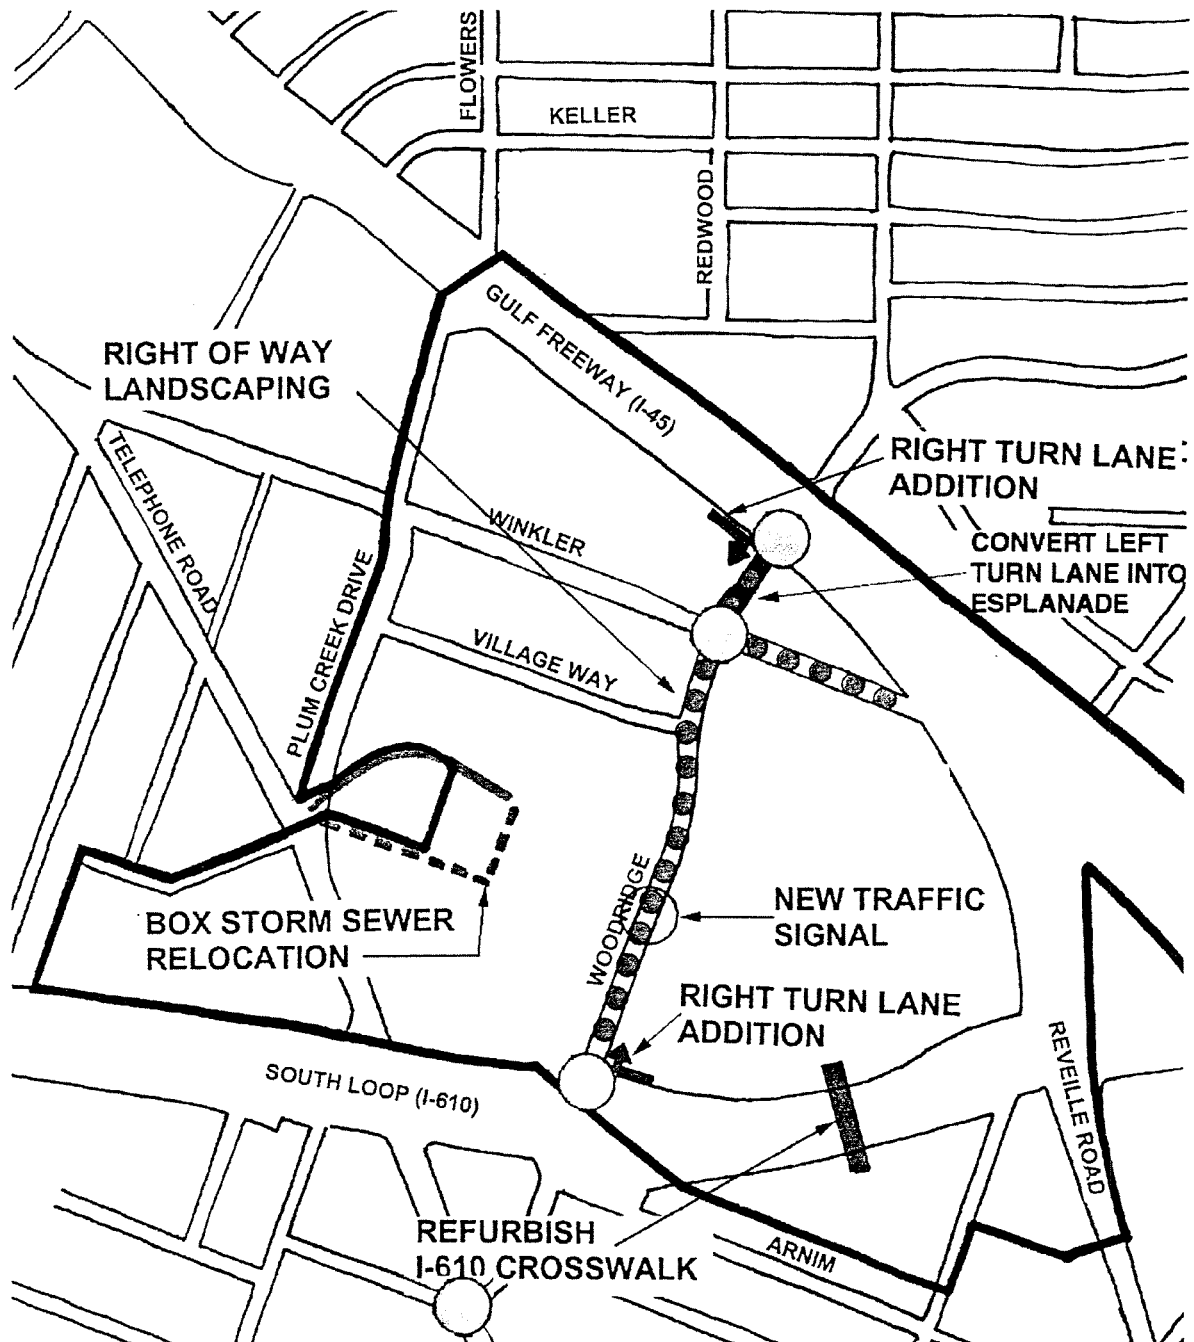 FLOWERS
KELLER
REDWOOD
GULF FREEWAY (I-45)
RIGHT OF WAY
LANDSCAPING
RIGHT TURN LANE
ADDITION
TELEPHONE ROAD
WINKLER
CONVERT LEFT
TURN LANE INTO
ESPLANADE
PLUM CREEK DRIVE
VILLAGE WAY
WOODRIDGE
NEW TRAFFIC
SIGNAL
BOX STORM SEWER
RELOCATION
RIGHT TURN LANE
ADDITION
REVEILLE ROAD
SOUTH LOOP (I-610)
REFURBISH
I-610 CROSSWALK
ARNIM